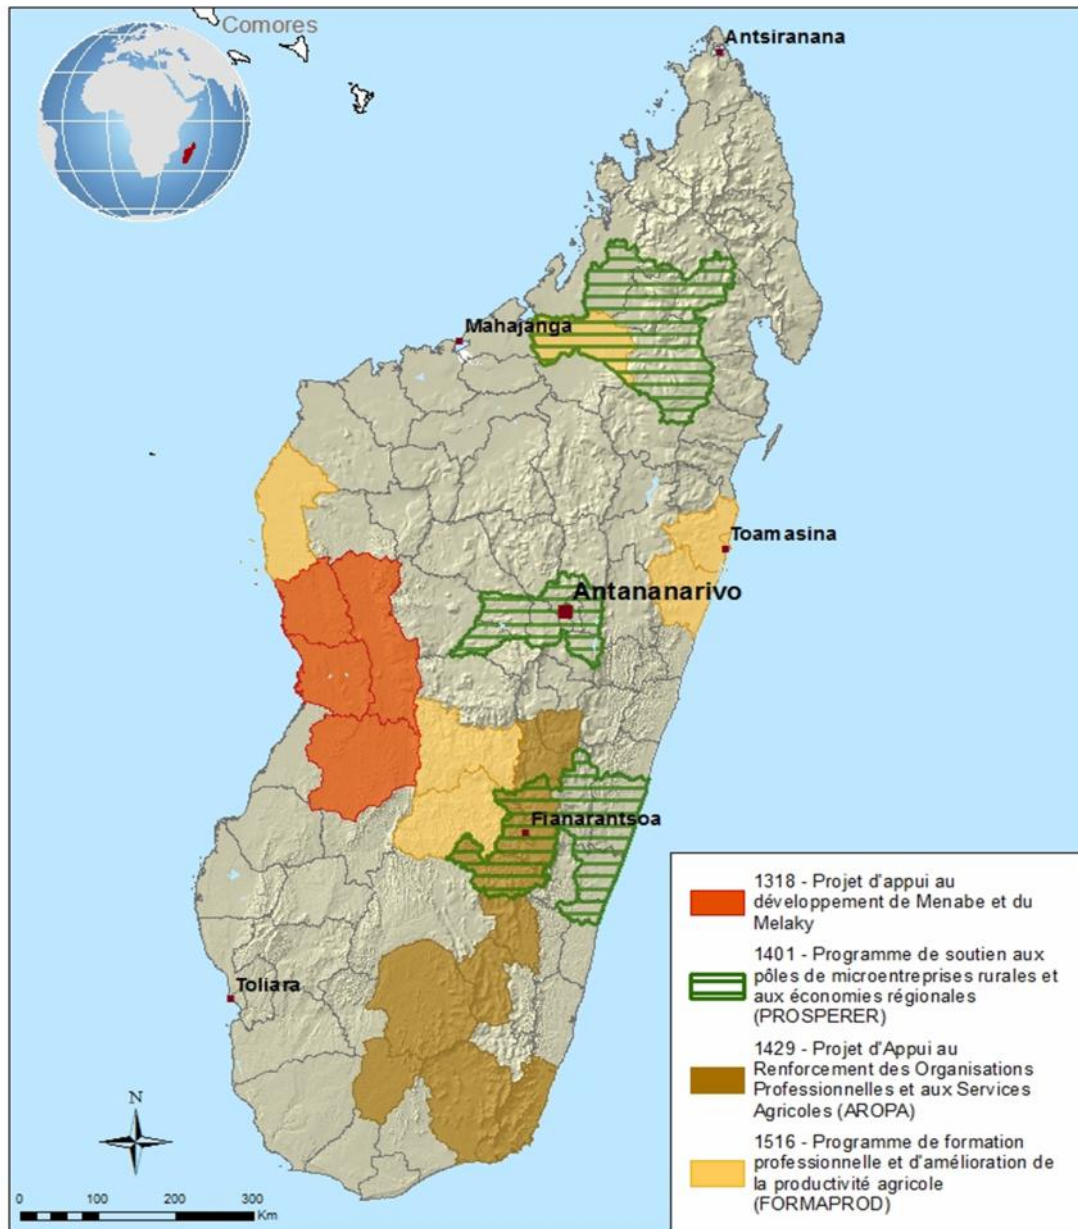 Comores
Antsiranana
Mahajanga
Toamasina
Antananarivo
Fianarantsoa
Toliara
N
0 100 200 300
Km
1318 - Projet d'appui au
développement de Menabe et du
Melaky
1401 - Programme de soutien aux
pôles de microentreprises rurales et
aux économies régionales
(PROSPERER)
1429 - Projet d'Appui au
Renforcement des Organisations
Professionnelles et aux Services
Agricoles (AROPA)
1516 - Programme de formation
professionnelle et d'amélioration de
la productivité agricole
(FORMAPROD)